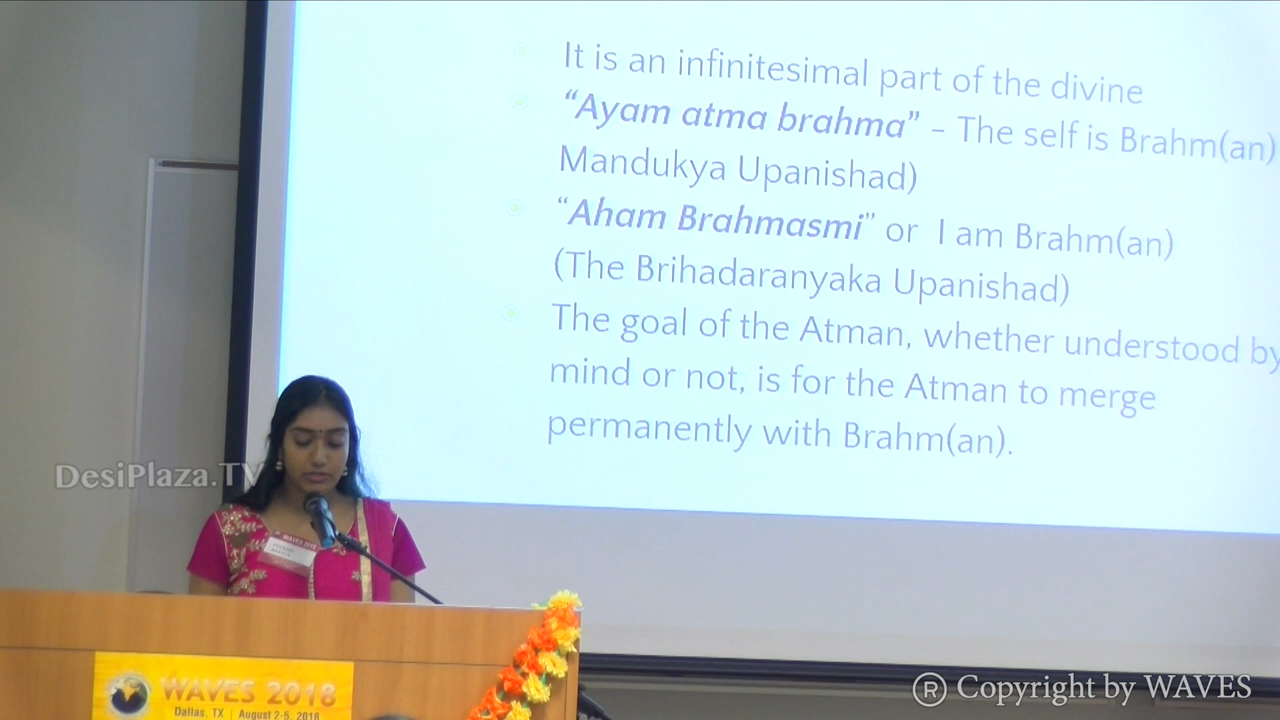 It is an infinitesimal part of the divine
“Ayam atma brahma” – The self is Brahm(an)
Mandukya Upanishad)
“Aham Brahmasmi” or I am Brahm(an)
(The Brihadaranyaka Upanishad)
The goal of the Atman, whether understood by
mind or not, is for the Atman to merge
permanently with Brahm(an).
DesiPlaza.TV
WAVES 2018
WAVES 2018
Dallas, TX | August 2-5, 2018
® Copyright by WAVES